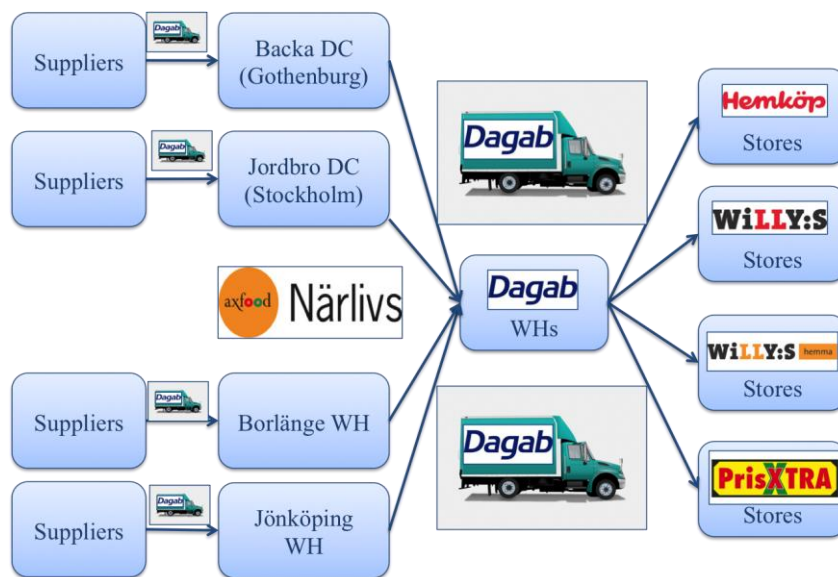 Suppliers
Dagab
Backa DC
(Gothenburg)
Suppliers
Dagab
Jordbro DC
(Stockholm)
axfood Närlivs
Suppliers
Dagab
Borlänge WH
Suppliers
Dagab
Jönköping
WH
Dagab
Dagab
WHs
Dagab
Hemköp
Stores
WiLLY:S
Stores
WiLLY:S hemma
Stores
PrisXTRA
Stores